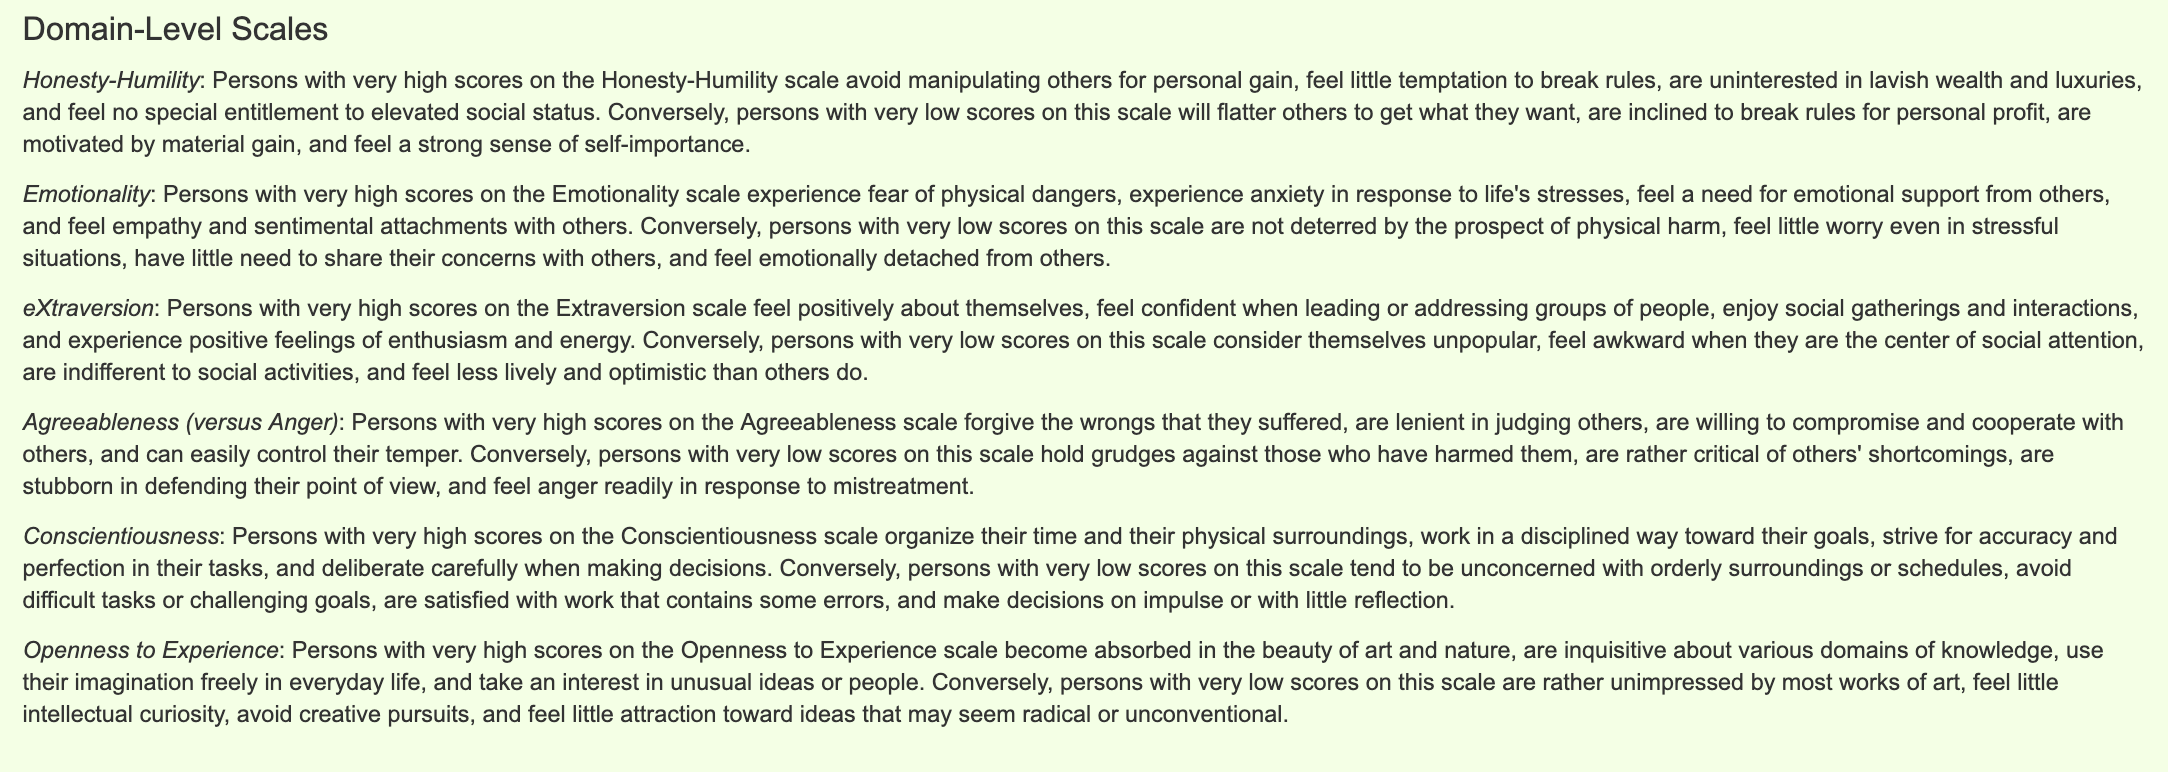 Domain-Level Scales
Honesty-Humility: Persons with very high scores on the Honesty-Humility scale avoid manipulating others for personal gain, feel little temptation to break rules, are uninterested in lavish wealth and luxuries,
and feel no special entitlement to elevated social status. Conversely, persons with very low scores on this scale will flatter others to get what they want, are inclined to break rules for personal profit, are
motivated by material gain, and feel a strong sense of self-importance.
Emotionality: Persons with very high scores on the Emotionality scale experience fear of physical dangers, experience anxiety in response to life's stresses, feel a need for emotional support from others,
and feel empathy and sentimental attachments with others. Conversely, persons with very low scores on this scale are not deterred by the prospect of physical harm, feel little worry even in stressful
situations, have little need to share their concerns with others, and feel emotionally detached from others.
eXtraversion: Persons with very high scores on the Extraversion scale feel positively about themselves, feel confident when leading or addressing groups of people, enjoy social gatherings and interactions,
and experience positive feelings of enthusiasm and energy. Conversely, persons with very low scores on this scale consider themselves unpopular, feel awkward when they are the center of social attention,
are indifferent to social activities, and feel less lively and optimistic than others do.
Agreeableness (versus Anger): Persons with very high scores on the Agreeableness scale forgive the wrongs that they suffered, are lenient in judging others, are willing to compromise and cooperate with
others, and can easily control their temper. Conversely, persons with very low scores on this scale hold grudges against those who have harmed them, are rather critical of others' shortcomings, are
stubborn in defending their point of view, and feel anger readily in response to mistreatment.
Conscientiousness: Persons with very high scores on the Conscientiousness scale organize their time and their physical surroundings, work in a disciplined way toward their goals, strive for accuracy and
perfection in their tasks, and deliberate carefully when making decisions. Conversely, persons with very low scores on this scale tend to be unconcerned with orderly surroundings or schedules, avoid
difficult tasks or challenging goals, are satisfied with work that contains some errors, and make decisions on impulse or with little reflection.
Openness to Experience: Persons with very high scores on the Openness to Experience scale become absorbed in the beauty of art and nature, are inquisitive about various domains of knowledge, use
their imagination freely in everyday life, and take an interest in unusual ideas or people. Conversely, persons with very low scores on this scale are rather unimpressed by most works of art, feel little
intellectual curiosity, avoid creative pursuits, and feel little attraction toward ideas that may seem radical or unconventional.